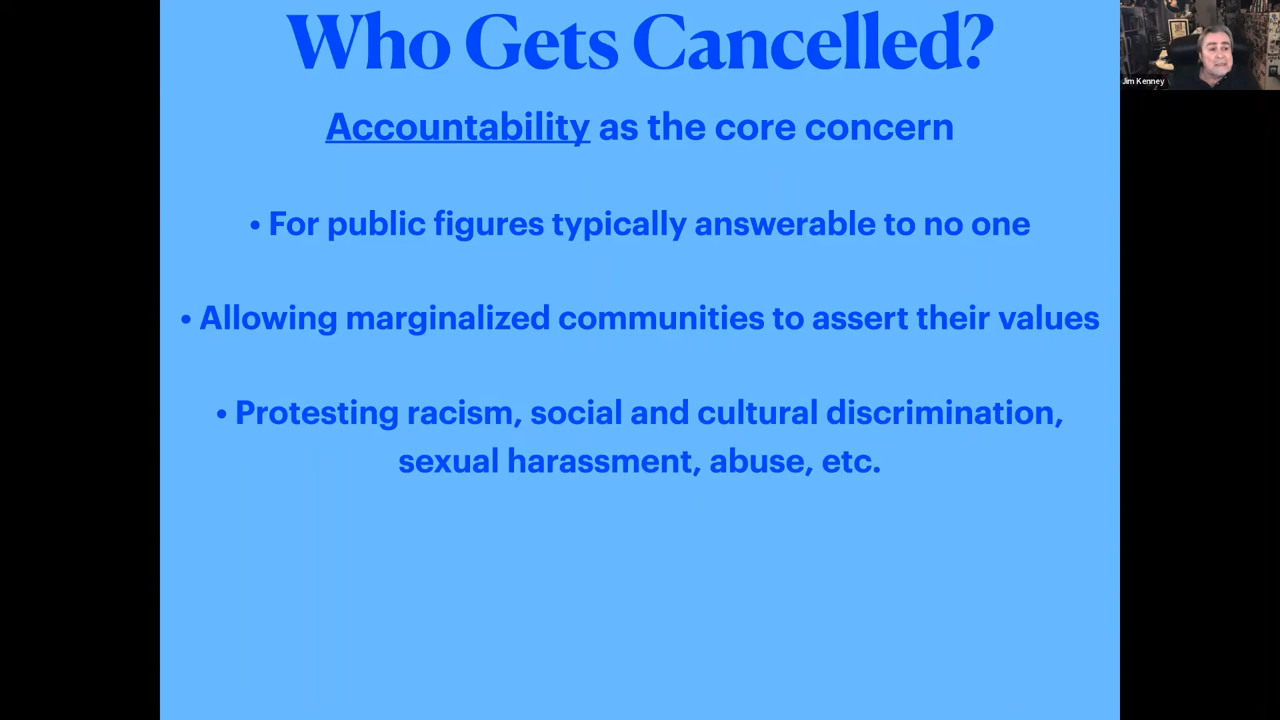 Who Gets Cancelled?
Accountability as the core concern
• For public figures typically answerable to no one
• Allowing marginalized communities to assert their values
• Protesting racism, social and cultural discrimination,
sexual harassment, abuse, etc.
Jim Kenney